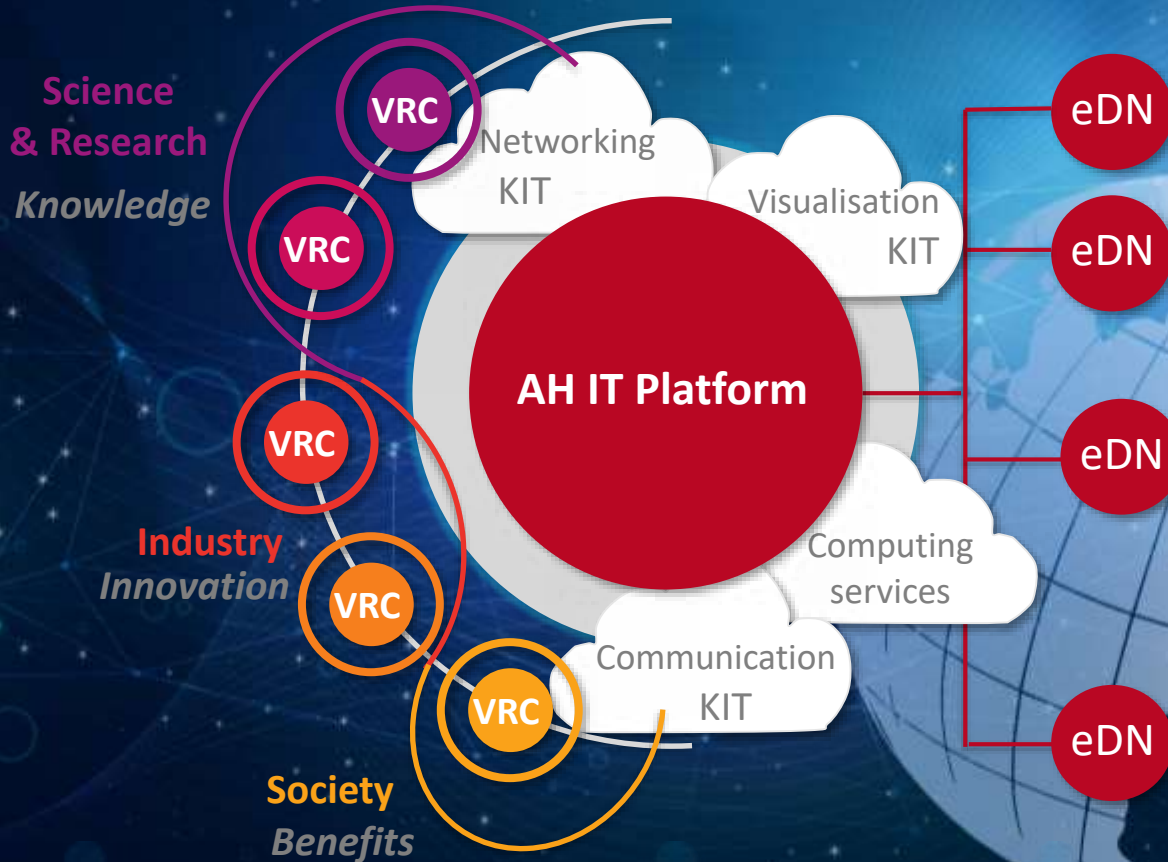 Science
& Research
Knowledge
VRC
VRC
VRC
Industry
Innovation
VRC
VRC
Society
Benefits
Networking
KIT
Visualisation
KIT
AH IT Platform
Computing
services
Communication
KIT
eDN
eDN
eDN
eDN